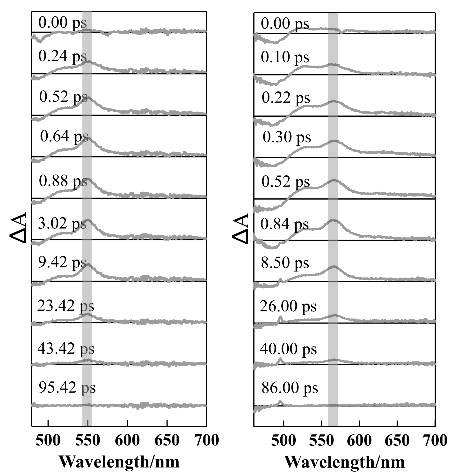 ΔA
0.00 ps
0.24 ps
0.52 ps
0.64 ps
0.88 ps
3.02 ps
9.42 ps
23.42 ps
43.42 ps
95.42 ps
500 550 600 650 700
Wavelength/nm
ΔA
0.00 ps
0.10 ps
0.22 ps
0.30 ps
0.52 ps
0.84 ps
8.50 ps
26.00 ps
40.00 ps
86.00 ps
500 550 600 650 700
Wavelength/nm